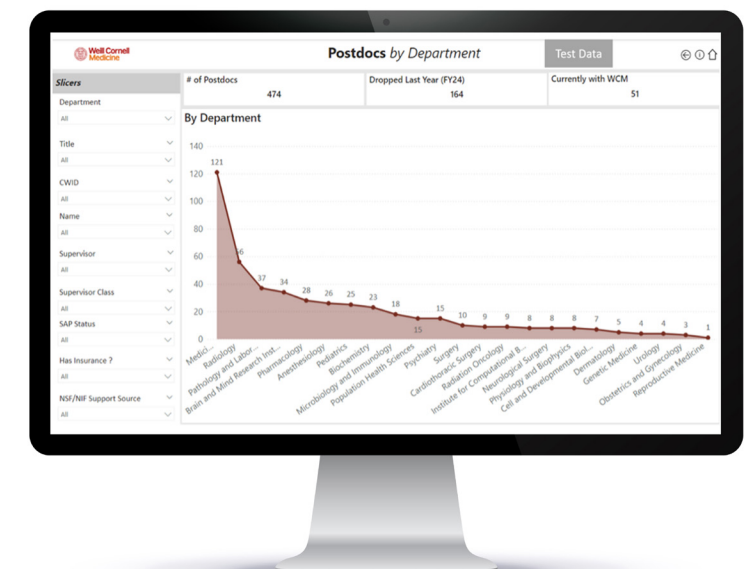 Weill Cornell
Medicine
Postdocs by Department
Test Data
Slicers
Department
All
Title
All
CWID
All
Name
All
Supervisor
All
Supervisor Class
All
SAP Status
All
Has Insurance ?
All
NSF/NIF Support Source
All
# of Postdocs
474
Dropped Last Year (FY24)
164
Currently with WCM
51
By Department
140
120
100
80
60
40
20
0
121
56
37
34
28
26
25
23
18
15
15
10
9
9
8
8
8
7
5
4
4
3
1
Medici...
Radiology
Pathology and Labor...
Brain and Mind Research Inst...
Pharmacology
Anesthesiology
Pediatrics
Biochemistry
Microbiology and Immunology
Population Health Sciences
Psychiatry
Surgery
Cardiothoracic Surgery
Radiation Oncology
Institute for Computational B...
Neurological Surgery
Physiology and Biophysics
Cell and Developmental Biol...
Dermatology
Genetic Medicine
Urology
Obstetrics and Gynecology
Reproductive Medicine